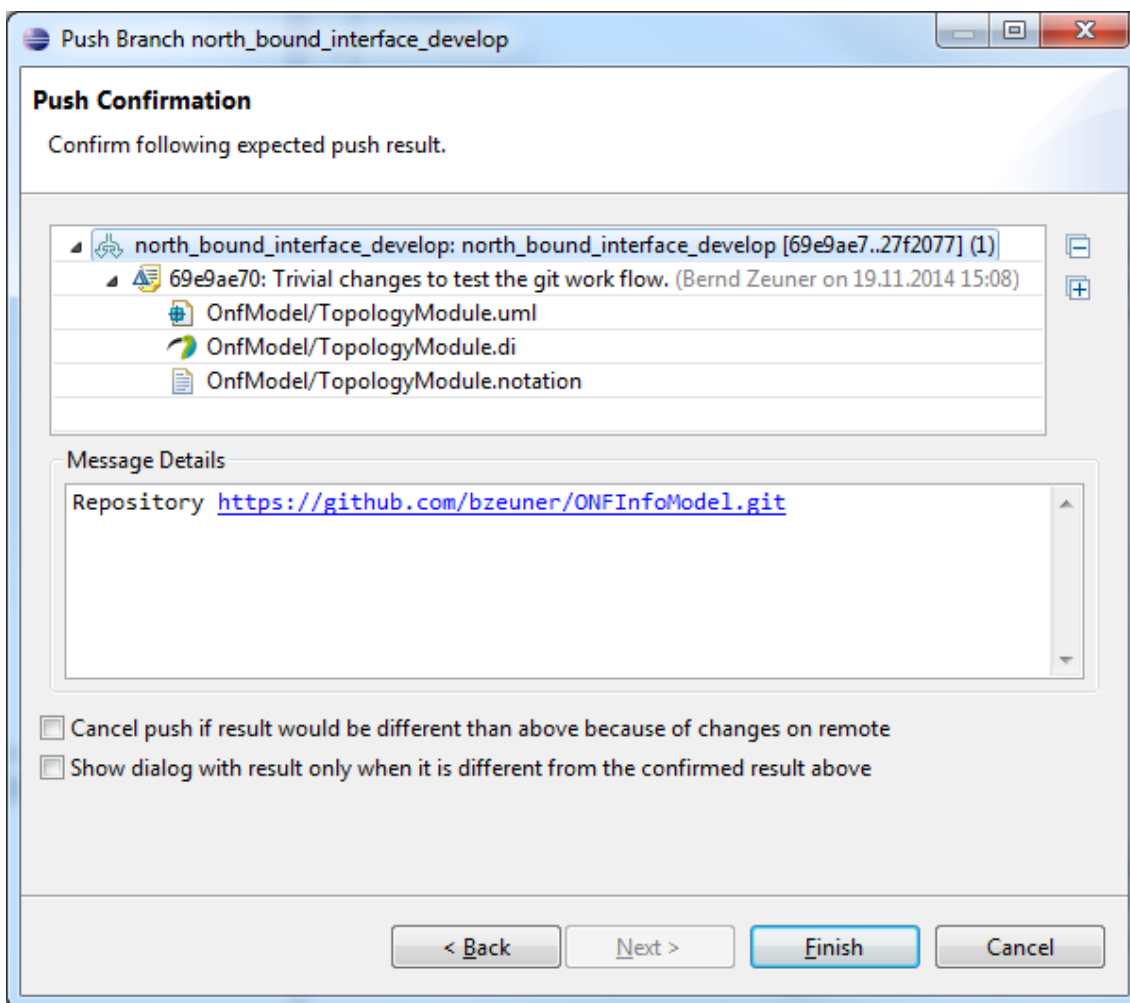 Push Branch north_bound_interface_develop
Push Confirmation
Confirm following expected push result.
north_bound_interface_develop: north_bound_interface_develop [69e9ae7..27f2077] (1)
69e9ae70: Trivial changes to test the git work flow. (Bernd Zeuner on 19.11.2014 15:08)
OnfModel/TopologyModule.uml
OnfModel/TopologyModule.di
OnfModel/TopologyModule.notation
Message Details
Repository https://github.com/bzeuner/ONFInfoModel.git
Cancel push if result would be different than above because of changes on remote
Show dialog with result only when it is different from the confirmed result above
< Back Next > Finish Cancel